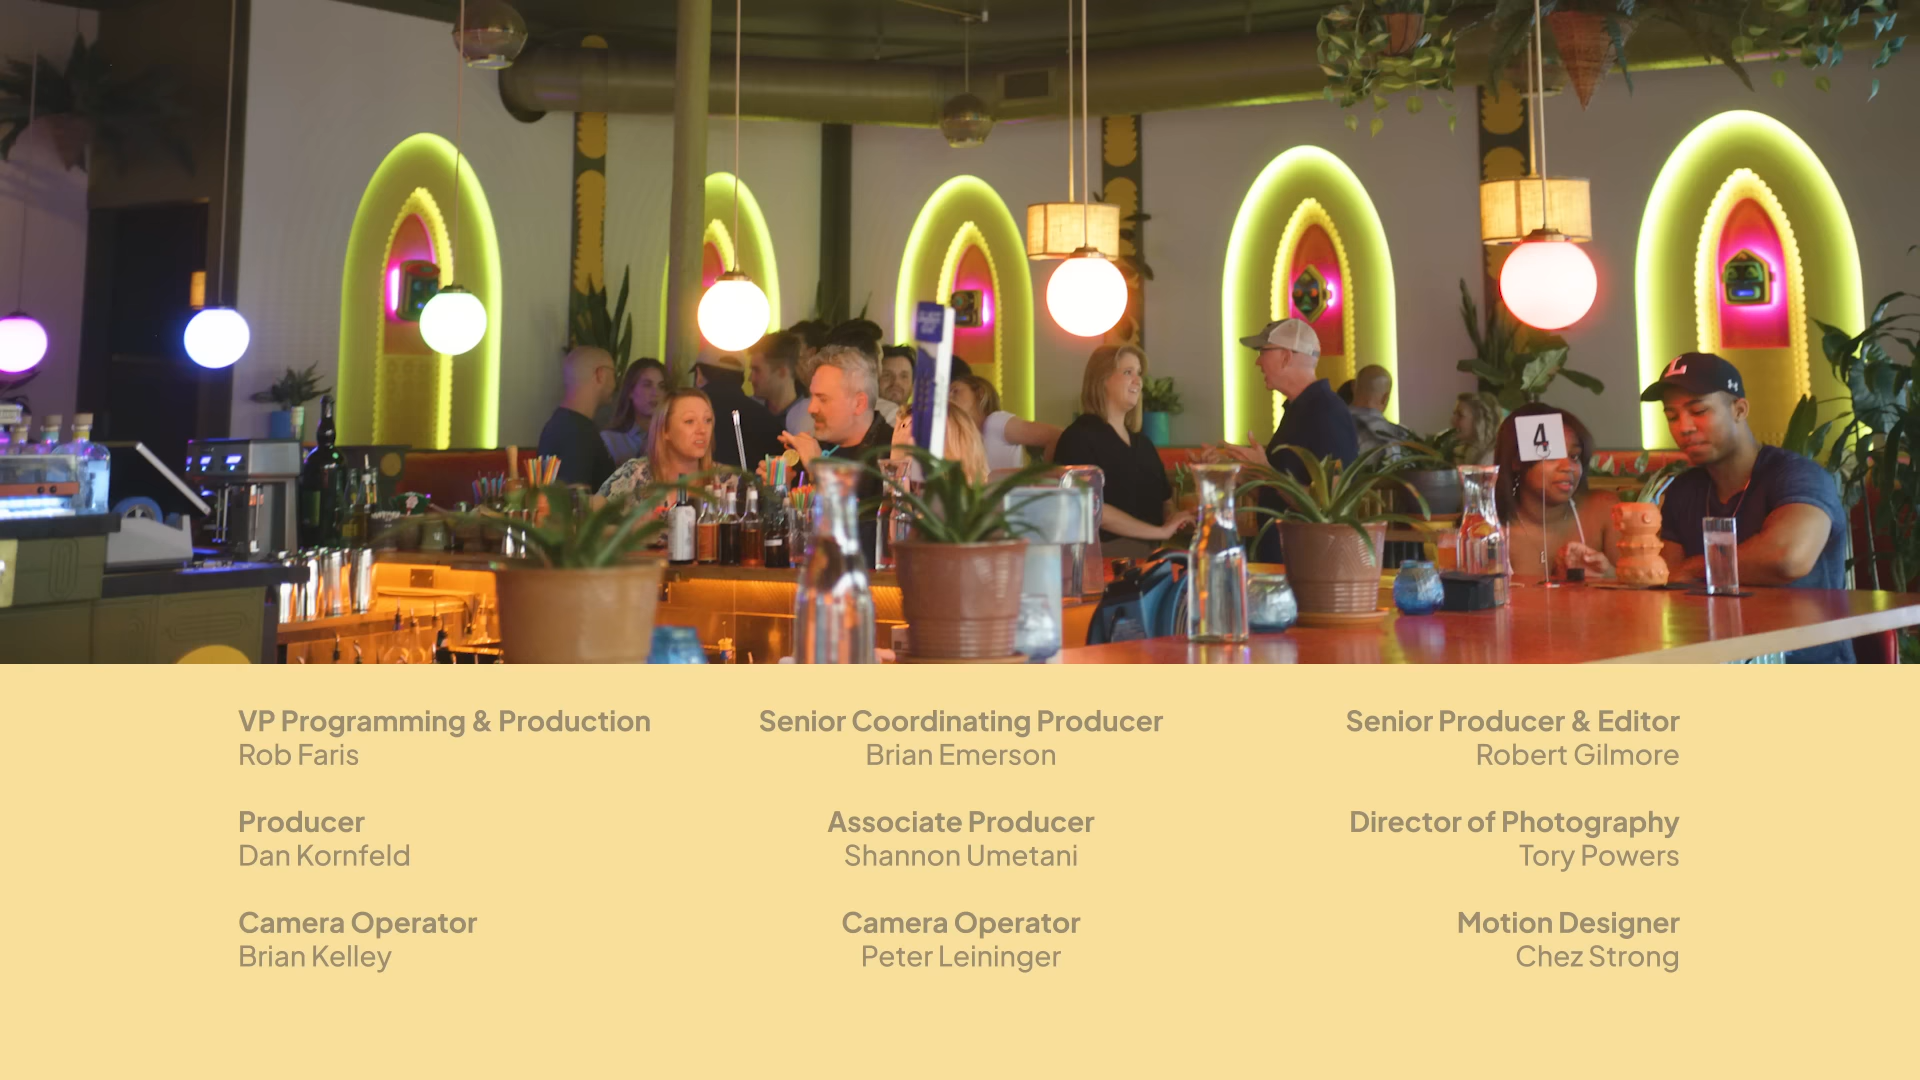 4
L
VP Programming & Production
Rob Faris
Senior Coordinating Producer
Brian Emerson
Senior Producer & Editor
Robert Gilmore
Producer
Dan Kornfeld
Associate Producer
Shannon Umetani
Director of Photography
Tory Powers
Camera Operator
Brian Kelley
Camera Operator
Peter Leininger
Motion Designer
Chez Strong